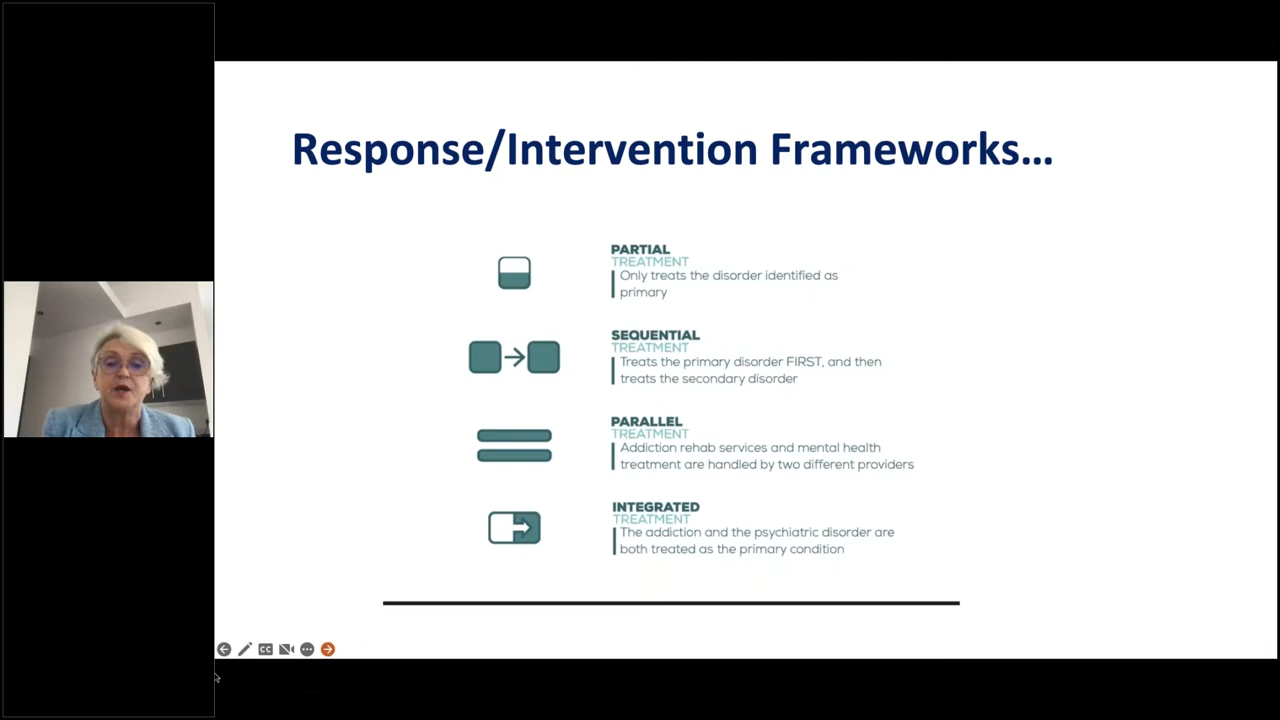 Response/Intervention Frameworks...
PARTIAL
TREATMENT
Only treats the disorder identified as
primary
SEQUENTIAL
TREATMENT
Treats the primary disorder FIRST, and then
treats the secondary disorder
PARALLEL
TREATMENT
Addiction rehab services and mental health
treatment are handled by two different providers
INTEGRATED
TREATMENT
The addiction and the psychiatric disorder are
both treated as the primary condition
CC